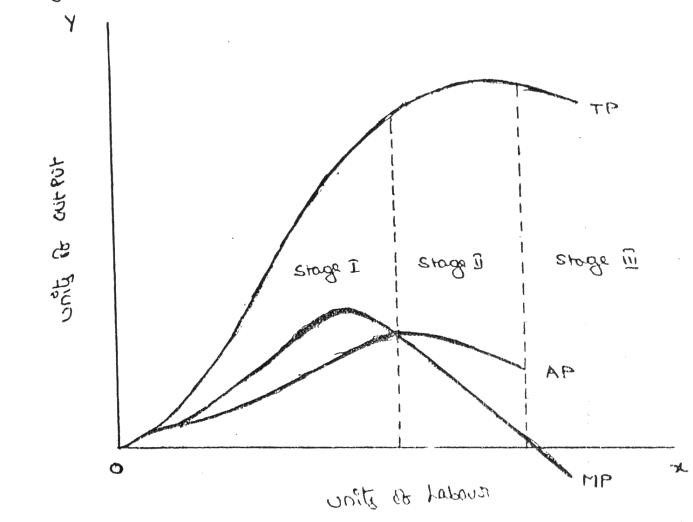 Y
TP
units of output
Stage I
Stage II
Stage III
AP
O
x
MP
units of Labour